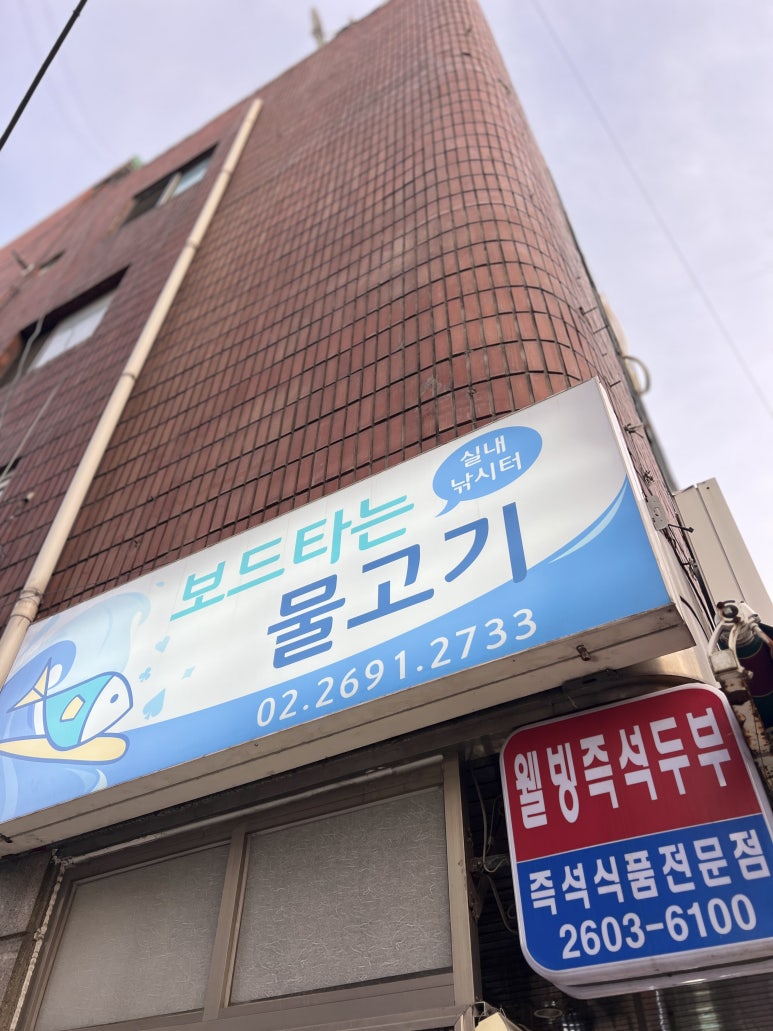 실내
낚시터
보드타는
물고기
02.2691.2733
웰빙즉석두부
즉석식품전문점
2603-6100